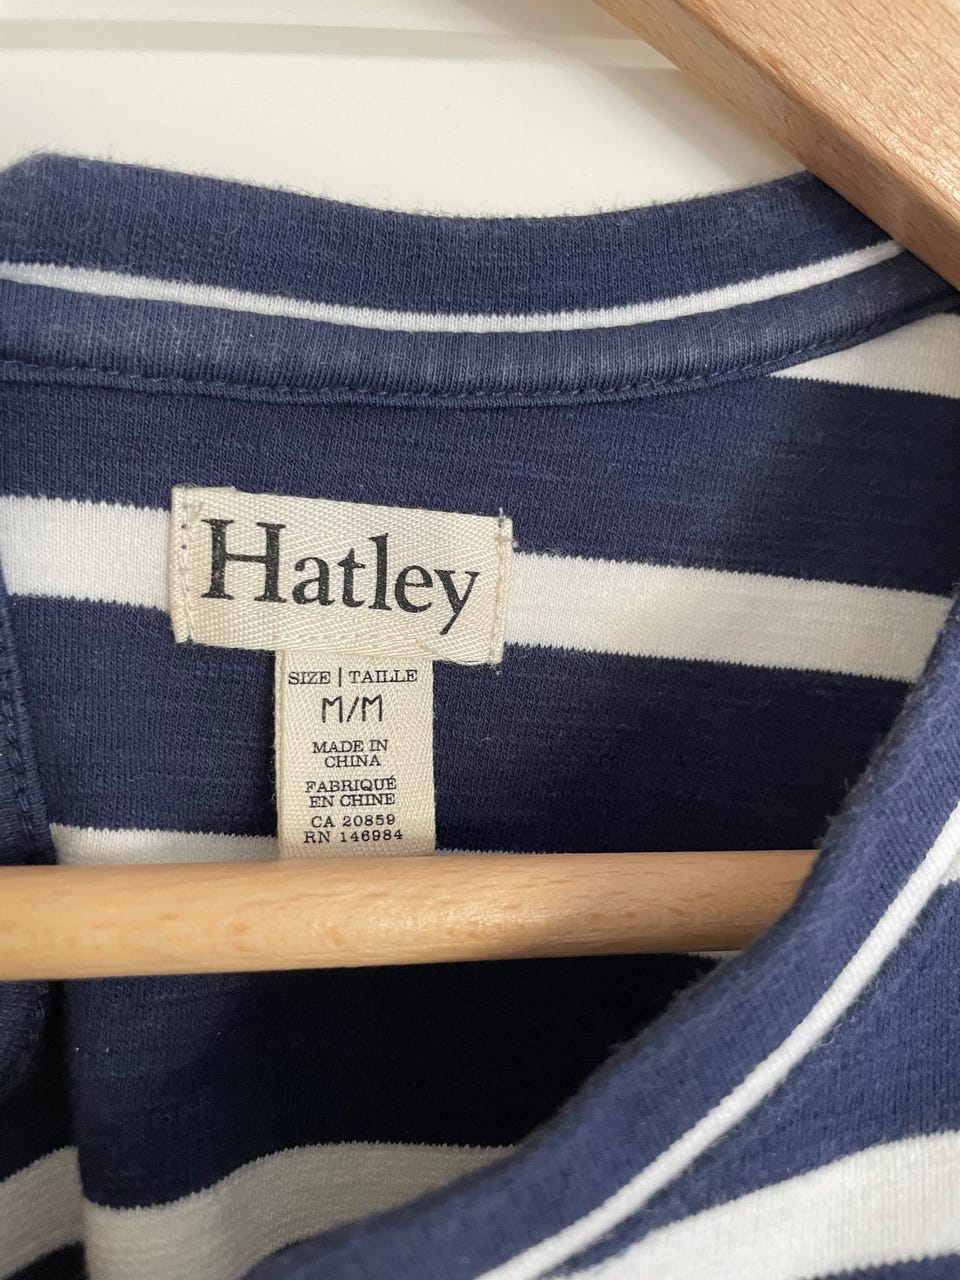 Hatley
SIZE | TAILLE
M/M
MADE IN
CHINA
FABRIQUÉ
EN CHINE
CA 20859
RN 146984